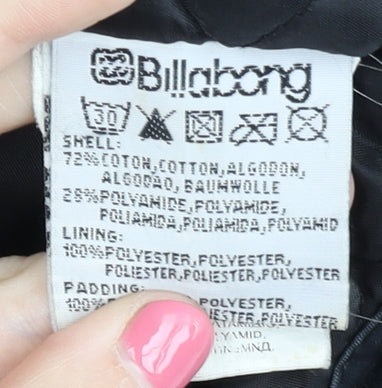 Billabong
30
SHELL:
72%COTON,COTTON,ALGODON,
ALGODAO, BAUMWOLLE
28%POLYAMIDE,POLYAMIDE,
POLIAMIDA,POLIAMIDA,POLYAMID
LINING:
100%POLYESTER,POLYESTER,
POLIESTER,POLIESTER,POLYESTER
PADDING:
100% POLYESTER,
POLIESTER,POLYESTER